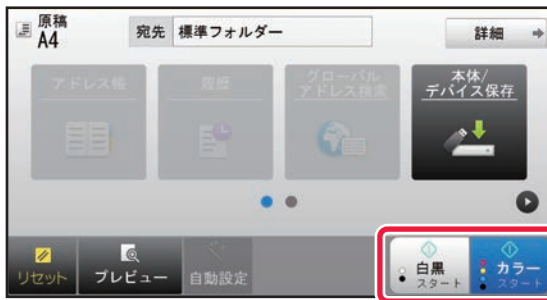 原稿
A4
宛先
標準フォルダー
詳細
アドレス帳
履歴
グローバル
アドレス検索
本体/
デバイス保存
リセット
プレビュー
自動設定
白黒
スタート
カラー
スタート